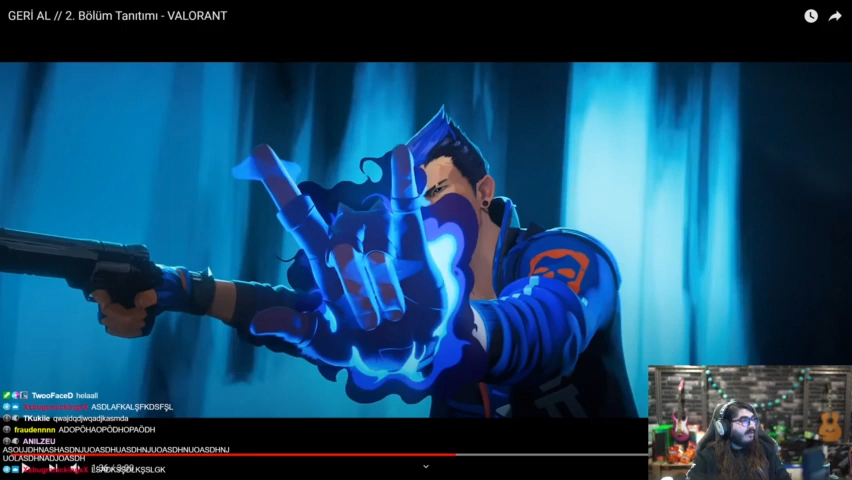 GERİ AL // 2. Bölüm Tanıtımı - VALORANT
TwooFaceD helaall
ASDLAFKALŞFKDSFŞL
TKukiie qwajdqdjwqadjkasmda
fraudennnn ADOPÖHAOPÖDHOPAÖDH
ANILZEU
ASOUJDHNASHASDNJUOASDHUASDHNJUOASDHNUOASDHNJ
UOLASDHNADJOASDH